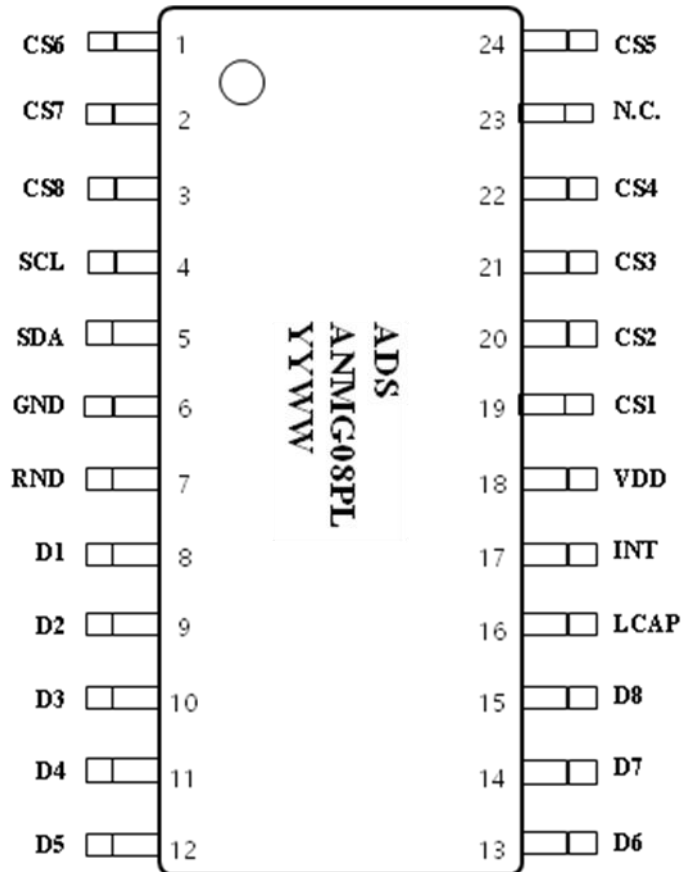 CS6 1 24 CS5
CS7 2 23 N.C.
CS8 3 22 CS4
SCL 4 21 CS3
SDA 5 20 CS2
GND 6 19 CS1
RND 7 18 VDD
D1 8 17 INT
D2 9 16 LCAP
D3 10 15 D8
D4 11 14 D7
D5 12 13 D6
ADS
ANMG08PL
YYWW